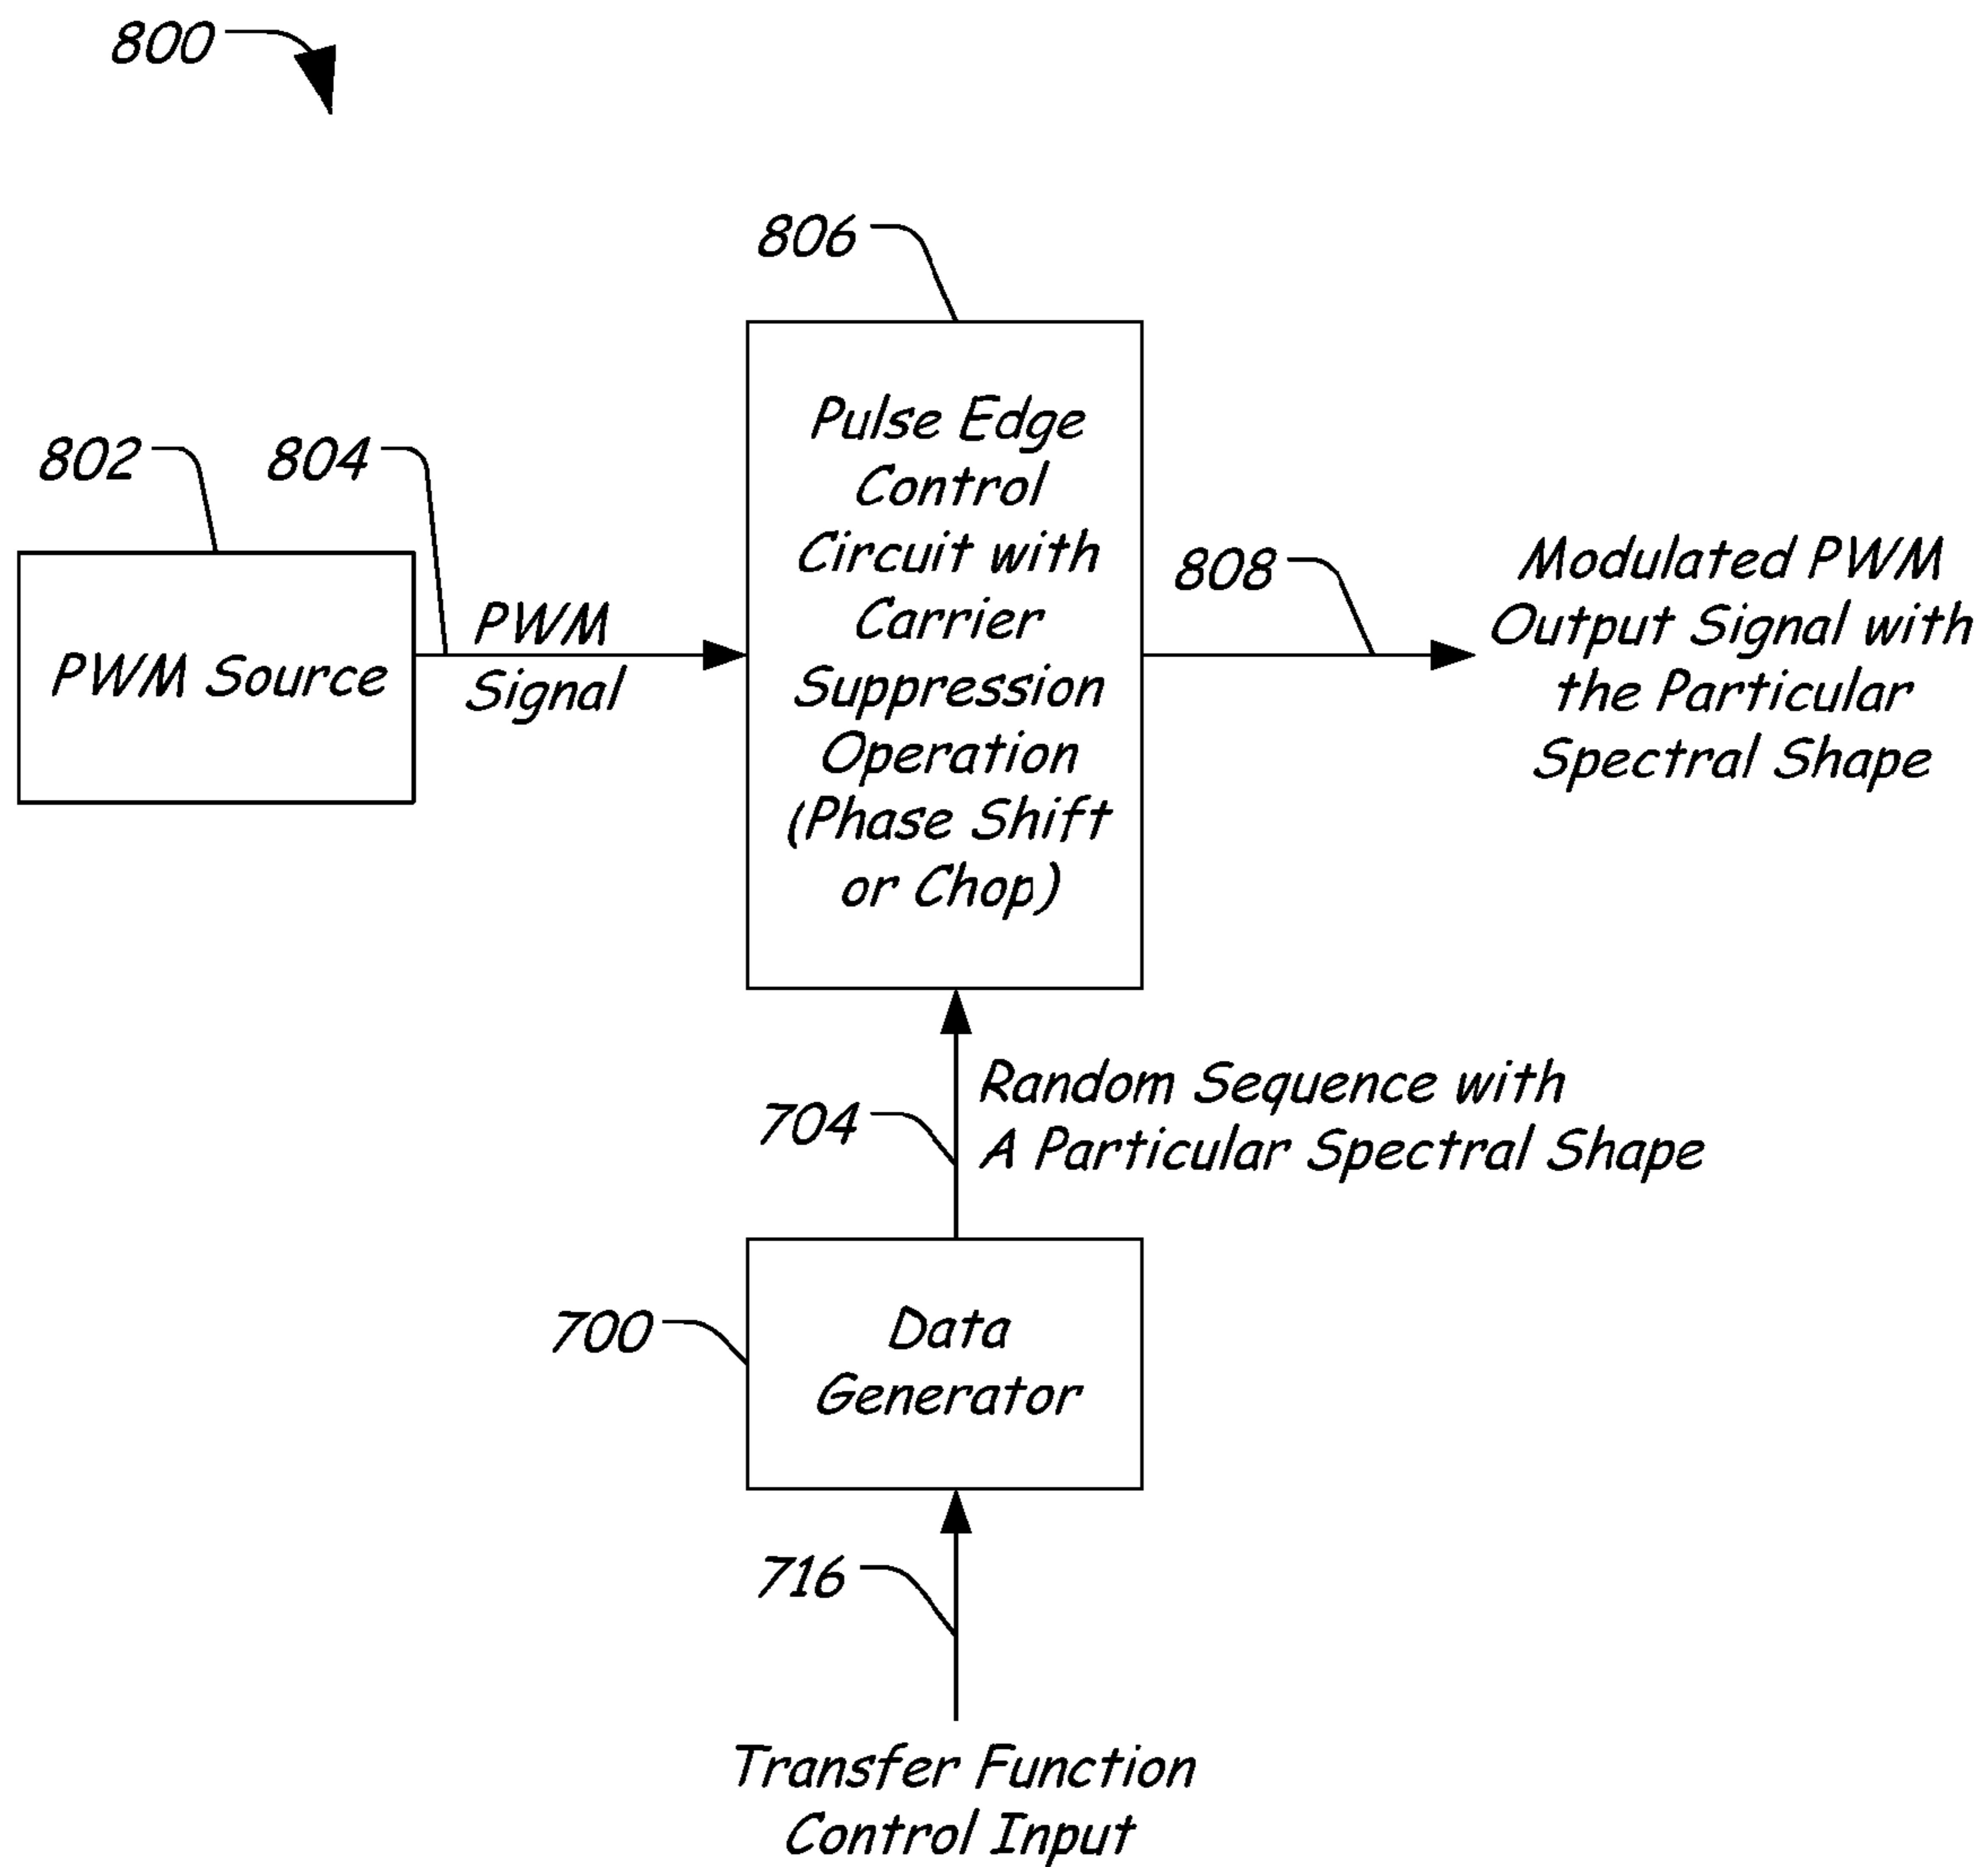 800
806
Pulse Edge
Control
Circuit with
Carrier
Suppression
Operation
(Phase Shift
or Chop)
802
804
PWM Source
PWM
Signal
808
Modulated PWM
Output Signal with
the Particular
Spectral Shape
704
Random Sequence with
A Particular Spectral Shape
700
Data
Generator
716
Transfer Function
Control Input